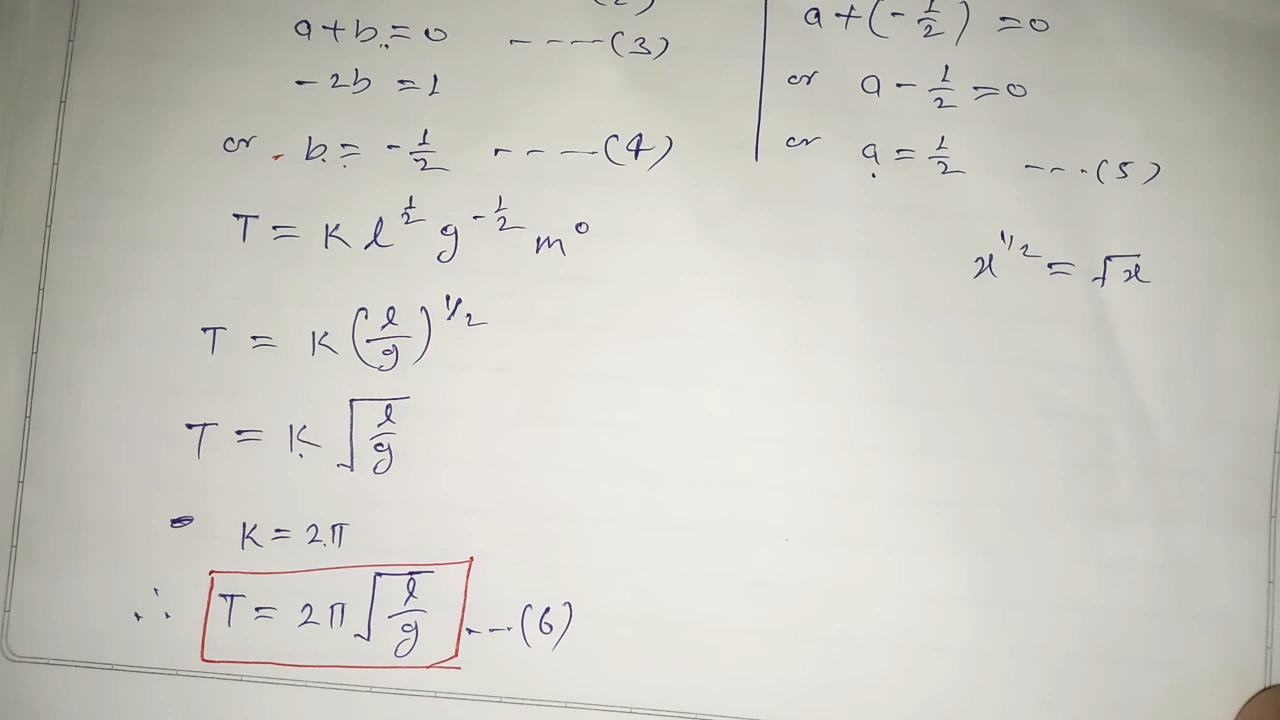 (2)
a + b = 0 ----(3)
- 2b = 1
or b = - 1/2 ----(4)
T = K l^1/2 g^-1/2 m^0
T = K (l/g)^1/2
T = K √(l/g)
K = 2π
∴ T = 2π √(l/g) ---(6)
a + (- 1/2) = 0
or a - 1/2 = 0
or a = 1/2 ---(5)
x^1/2 = √x